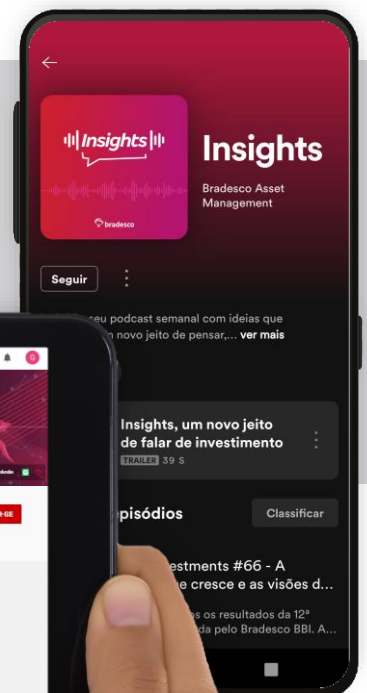 Insights
bradesco
Insights
Bradesco Asset
Management
Seguir
seu podcast semanal com ideias que
novo jeito de pensar,... ver mais
Insights, um novo jeito
de falar de investimento
TRAILER 39 S
episódios
Classificar
estments #66 - A
e cresce e as visões d...
os resultados da 12ª
da pelo Bradesco BBI. A...
G
R-SE